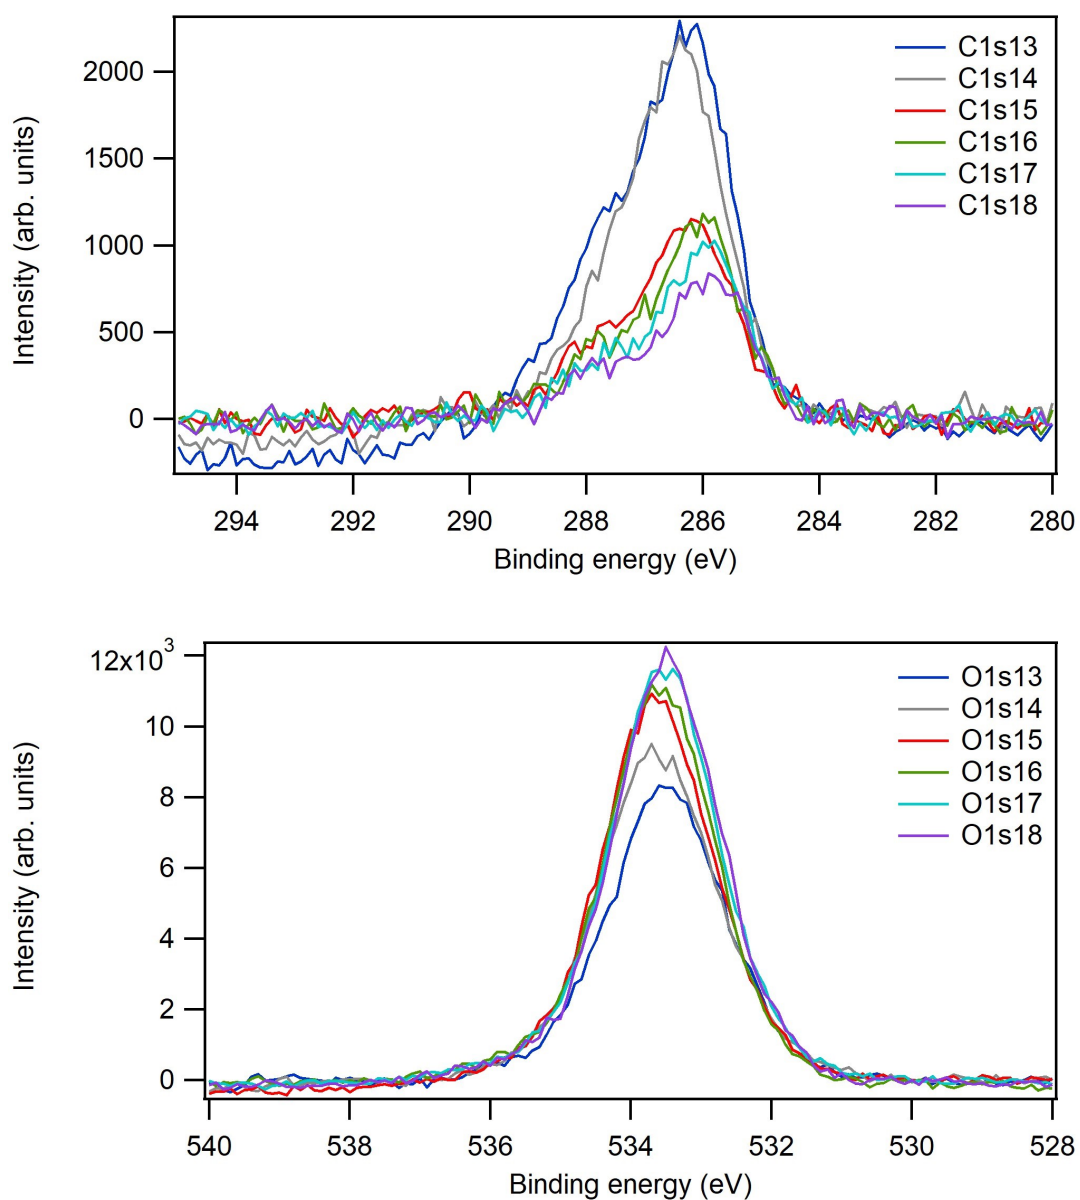 Intensity (arb. units)
2000
1500
1000
500
0
C1s13
C1s14
C1s15
C1s16
C1s17
C1s18
294 292 290 288 286 284 282 280
Binding energy (eV)
Intensity (arb. units)
12x10³
10
8
6
4
2
0
O1s13
O1s14
O1s15
O1s16
O1s17
O1s18
540 538 536 534 532 530 528
Binding energy (eV)